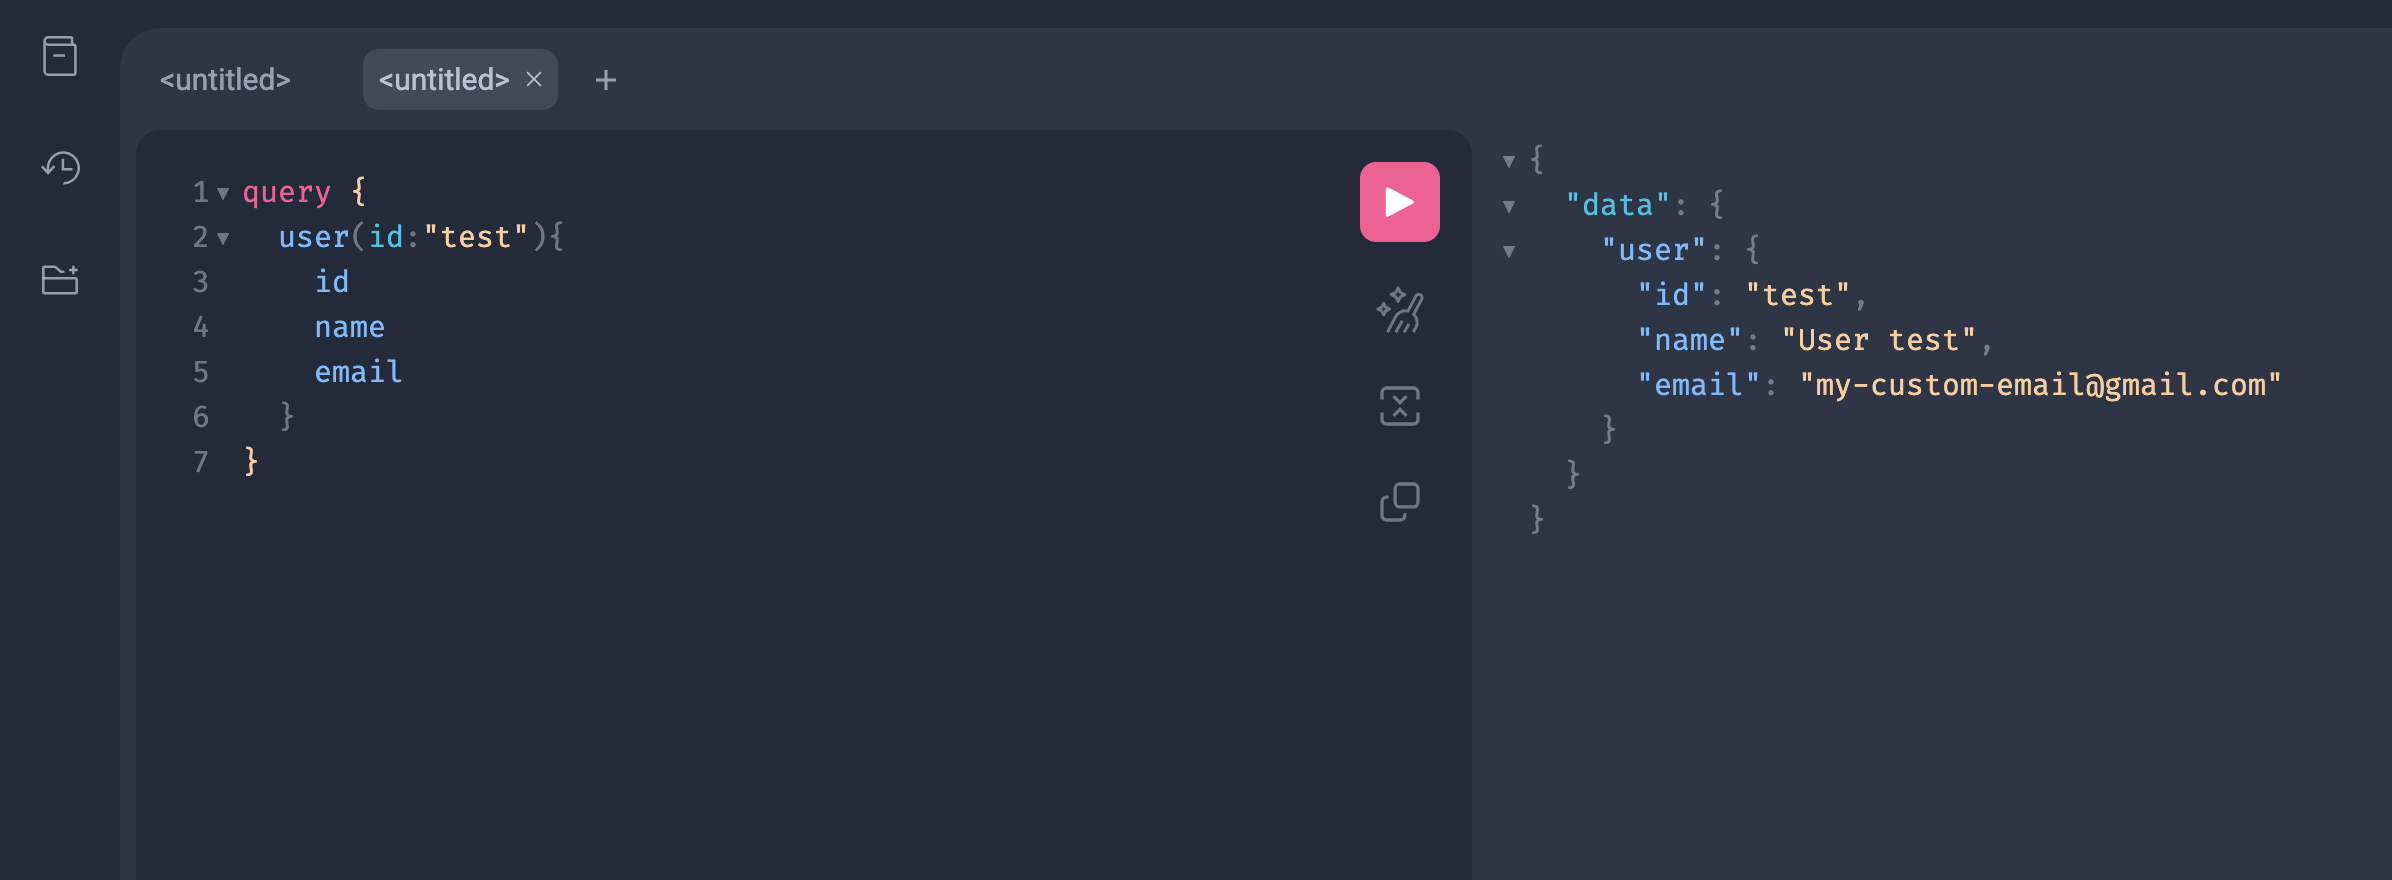 <untitled> <untitled> × +
1 query {
2 user(id:"test"){
3 id
4 name
5 email
6 }
7 }
{
"data": {
"user": {
"id": "test",
"name": "User test",
"email": "my-custom-email@gmail.com"
}
}
}